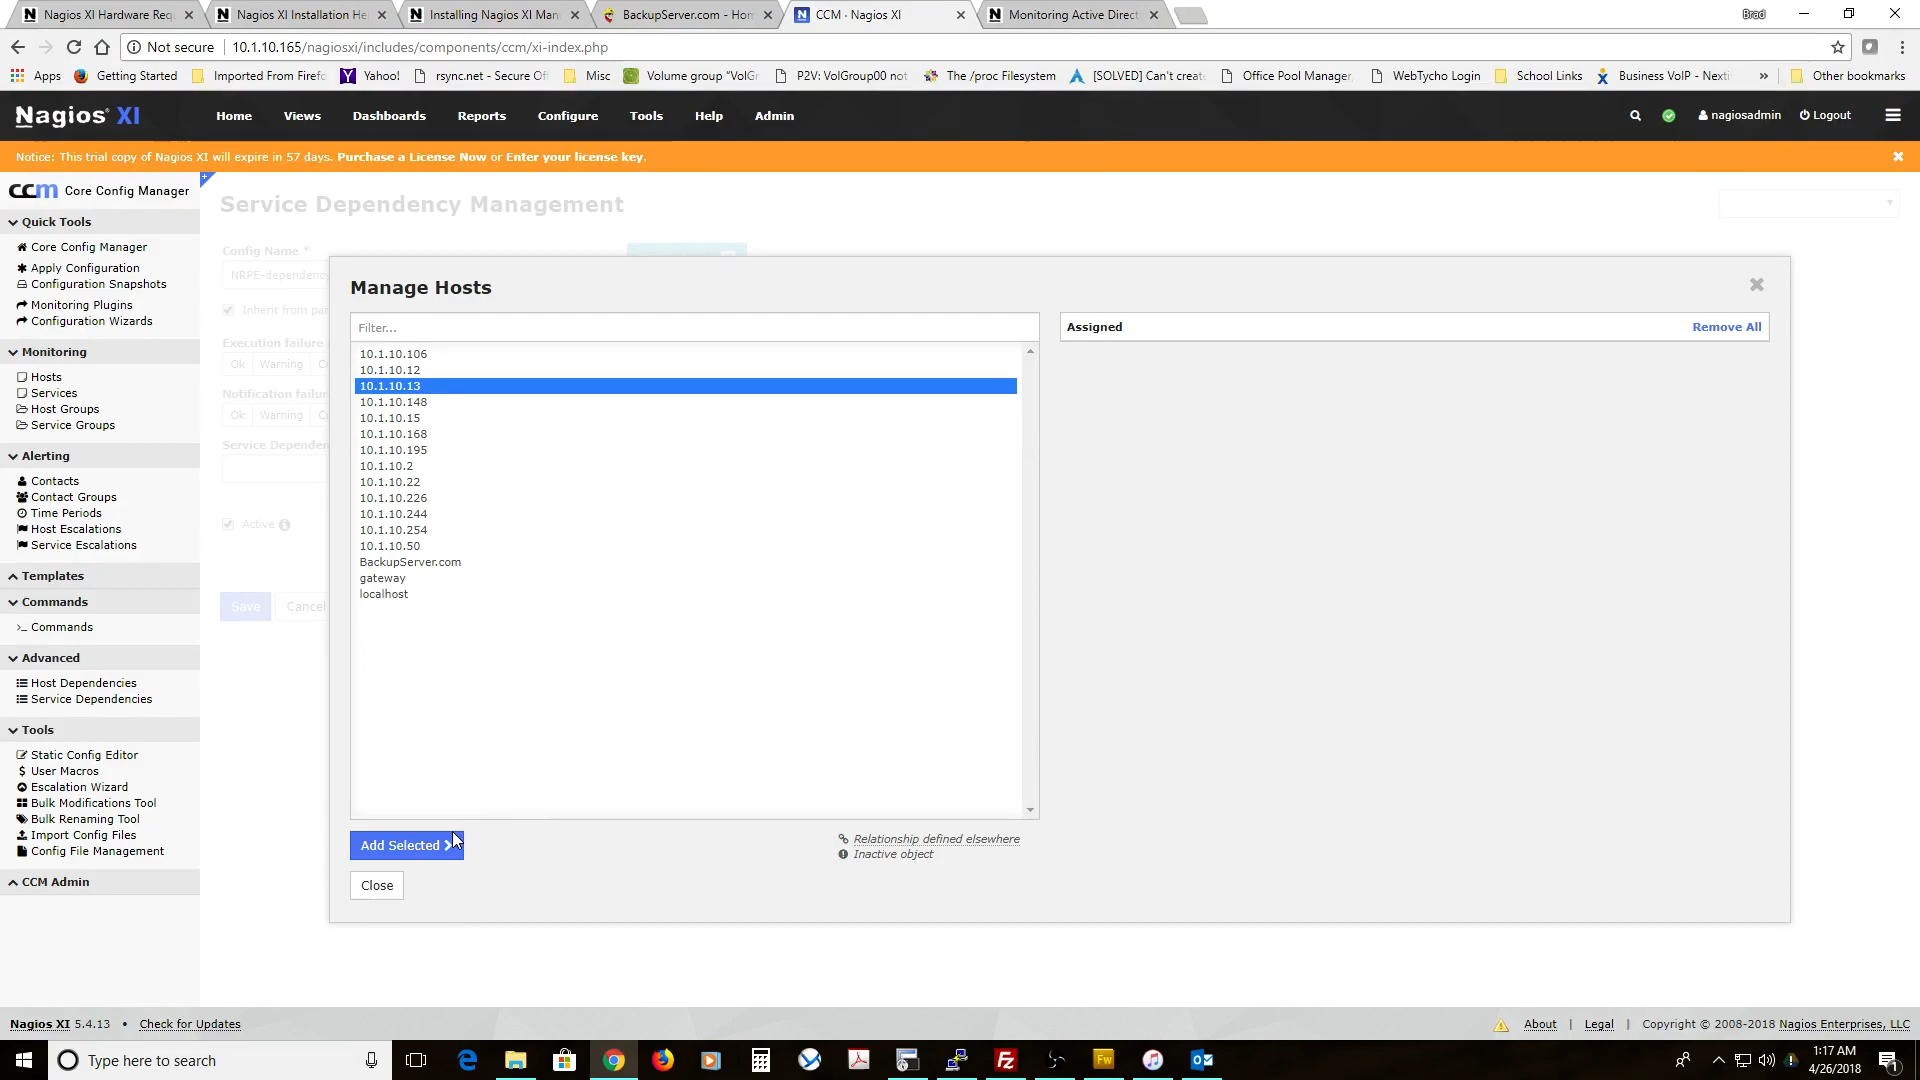 Nagios XI Hardware Requ
Nagios XI Installation He
Installing Nagios XI Man
BackupServer.com - Hom
CCM - Nagios XI
Monitoring Active Direct
Brad
Not secure
10.1.10.165/nagiosxi/includes/components/ccm/xi-index.php
Apps
Getting Started
Imported From Firefo
Yahoo!
rsync.net - Secure Of
Misc
Volume group "VolGr
P2V: VolGroup00 not
The /proc Filesystem
[SOLVED] Can't create
Office Pool Manager,
WebTycho Login
School Links
Business VoIP - Nexti
Other bookmarks
Nagios XI
Home
Views
Dashboards
Reports
Configure
Tools
Help
Admin
nagiosadmin
Logout
Notice: This trial copy of Nagios XI will expire in 57 days. Purchase a License Now or Enter your license key.
ccm Core Config Manager
Quick Tools
Core Config Manager
Apply Configuration
Configuration Snapshots
Monitoring Plugins
Configuration Wizards
Monitoring
Hosts
Services
Host Groups
Service Groups
Alerting
Contacts
Contact Groups
Time Periods
Host Escalations
Service Escalations
Templates
Commands
>_ Commands
Advanced
Host Dependencies
Service Dependencies
Tools
Static Config Editor
$ User Macros
Escalation Wizard
Bulk Modifications Tool
Bulk Renaming Tool
Import Config Files
Config File Management
CCM Admin
Service Dependency Management
Config Name *
NRPE-dependency
Inherit from par
Execution failure
Ok Warning
Notification failur
Ok Warning
Service Dependen
Active
Save
Cancel
Manage Hosts
Filter...
10.1.10.106
10.1.10.12
10.1.10.13
10.1.10.148
10.1.10.15
10.1.10.168
10.1.10.195
10.1.10.2
10.1.10.22
10.1.10.226
10.1.10.244
10.1.10.254
10.1.10.50
BackupServer.com
gateway
localhost
Assigned
Remove All
Add Selected
Relationship defined elsewhere
Inactive object
Close
Nagios XI 5.4.13 • Check for Updates
About | Legal | Copyright © 2008-2018 Nagios Enterprises, LLC
Type here to search
1:17 AM
4/26/2018